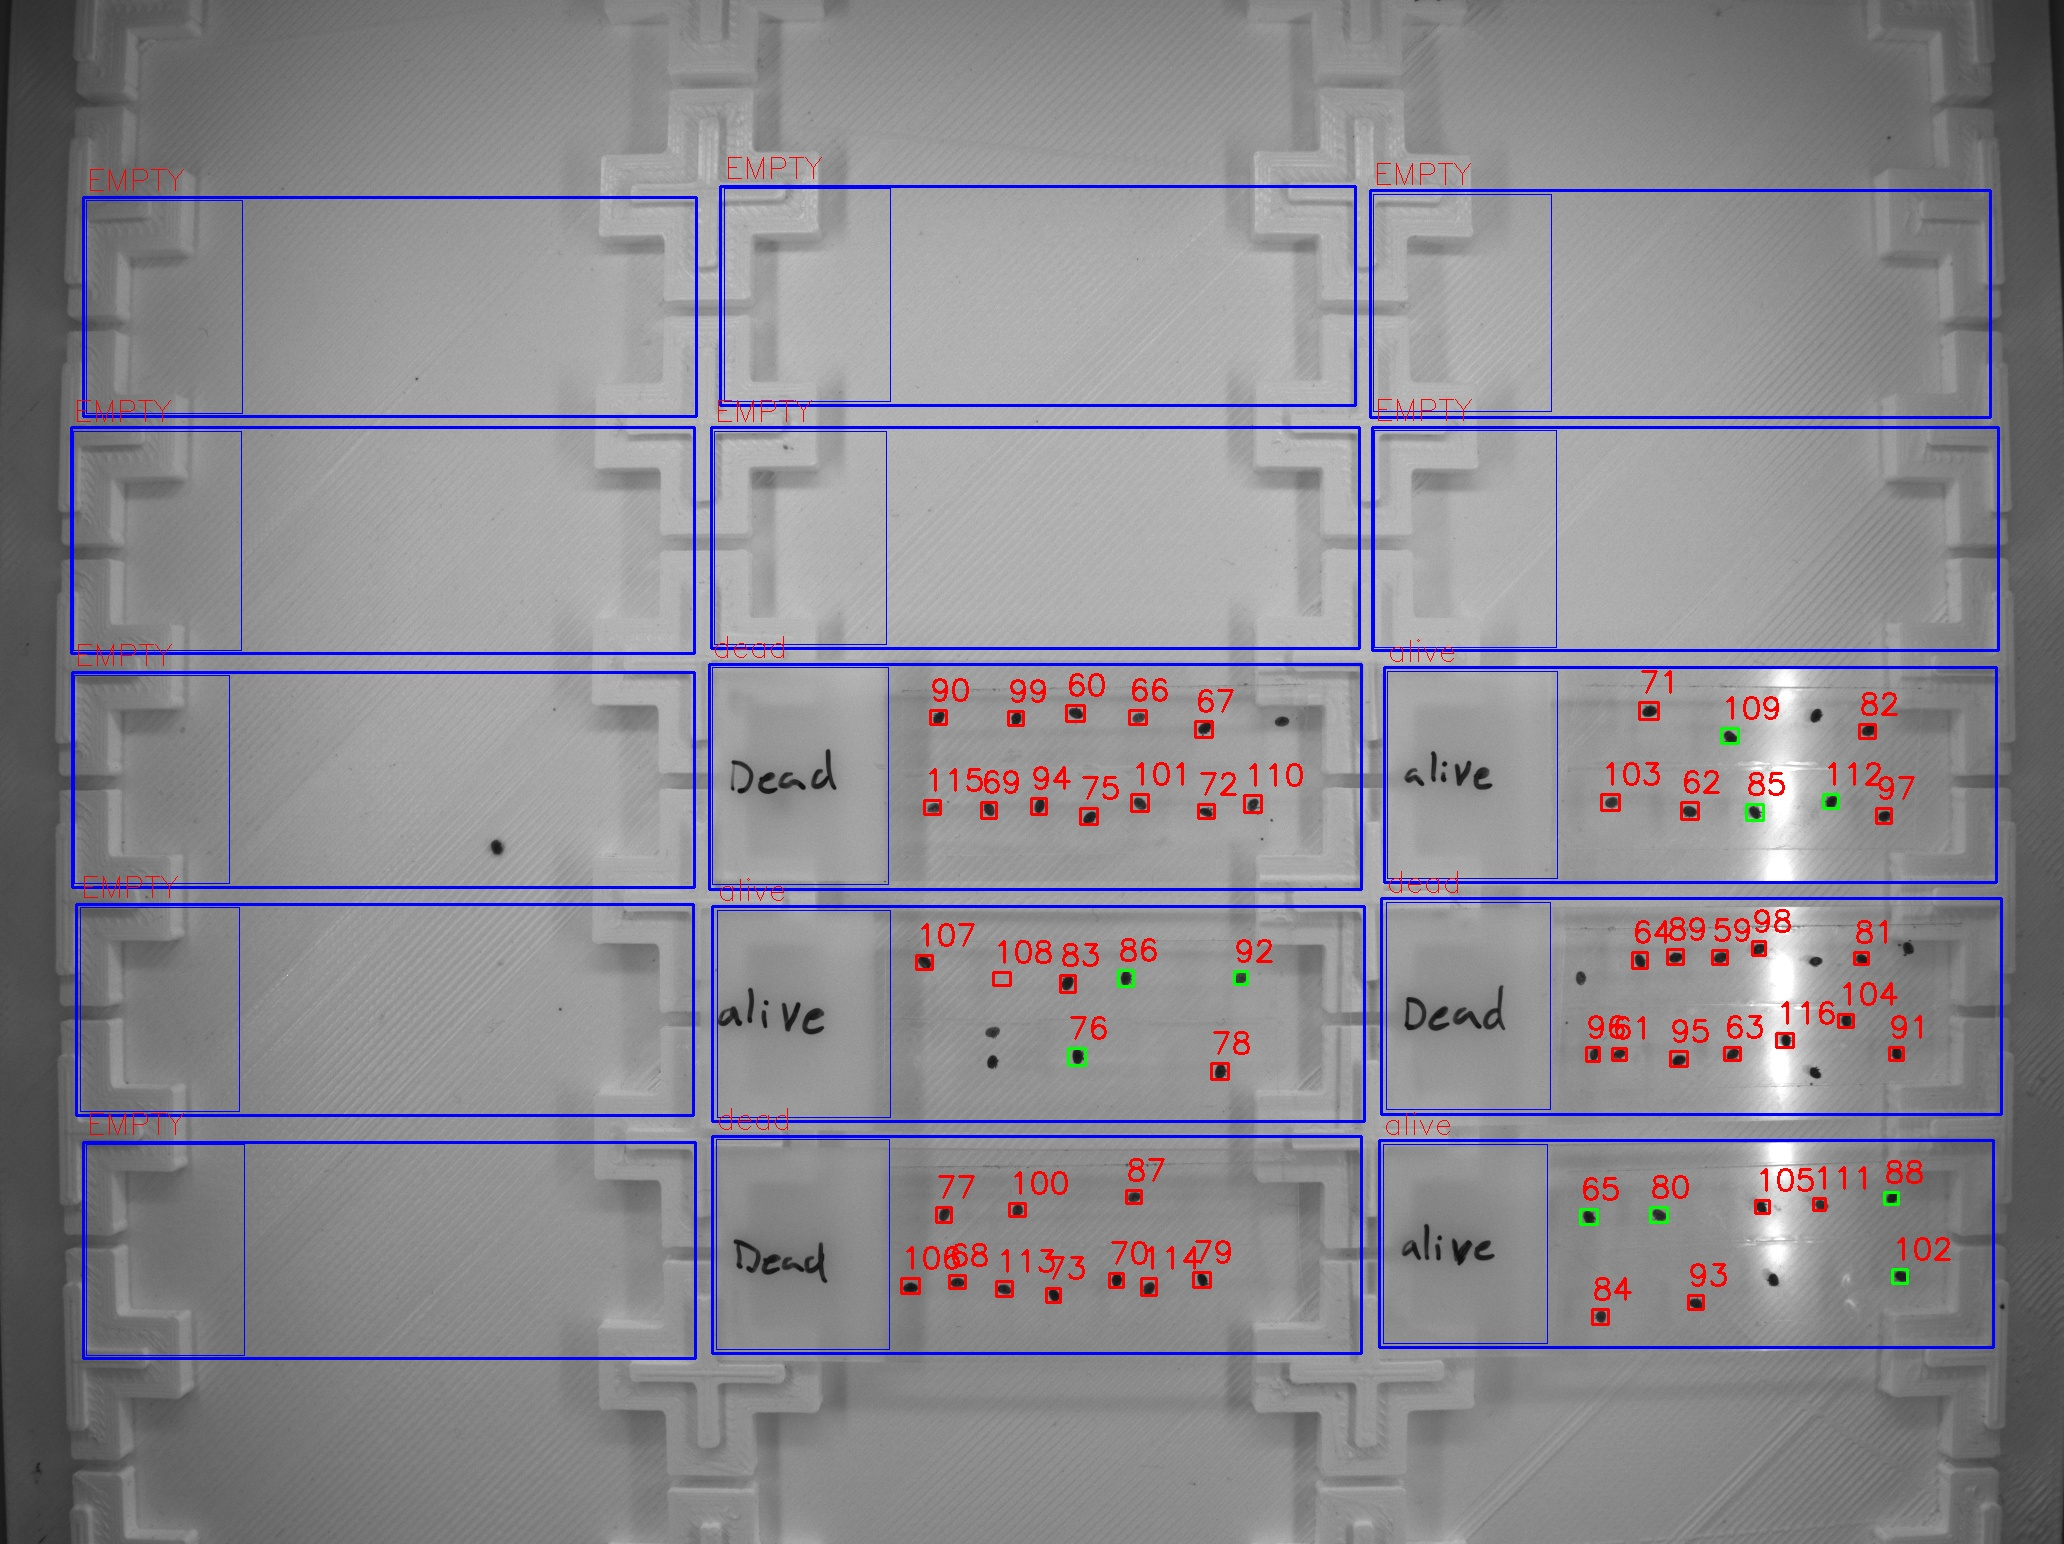 EMPTY
EMPTY
EMPTY
EMPTY
EMPTY
EMPTY
EMPTY
dead
alive
90 99 60 66 67
71 109 82
Dead
alive
115 69 94 75 101 72 110
103 62 85 112 97
EMPTY
alive
dead
107 108 83 86 92
64 89 59 98 81
alive
Dead
76 78
96 61 95 63 116 104 91
EMPTY
dead
alive
77 100 87
65 80 105 111 88
Dead
alive
106 68 113 73 70 114 79
102
84 93